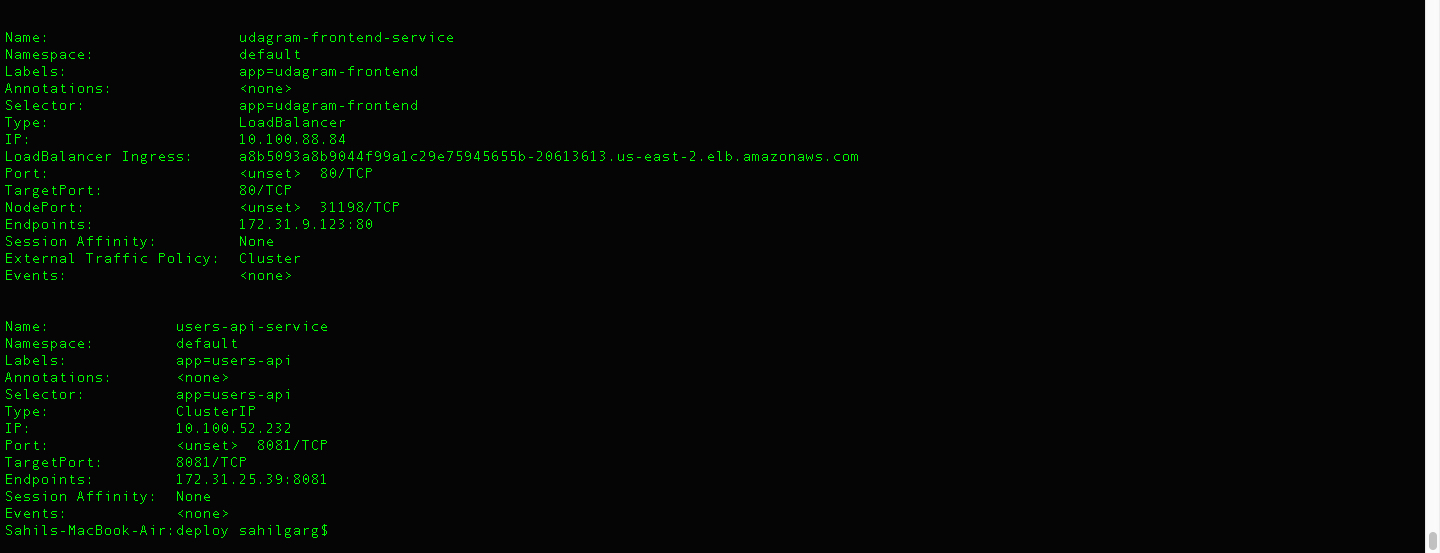 Name:                     udagram-frontend-service
Namespace:                default
Labels:                   app=udagram-frontend
Annotations:              <none>
Selector:                 app=udagram-frontend
Type:                     LoadBalancer
IP:                       10.100.88.84
LoadBalancer Ingress:     a8b5093a8b9044f99a1c29e75945655b-20613613.us-east-2.elb.amazonaws.com
Port:                     <unset>  80/TCP
TargetPort:               80/TCP
NodePort:                 <unset>  31198/TCP
Endpoints:                172.31.9.123:80
Session Affinity:         None
External Traffic Policy:  Cluster
Events:                   <none>
Name:              users-api-service
Namespace:         default
Labels:            app=users-api
Annotations:       <none>
Selector:          app=users-api
Type:              ClusterIP
IP:                10.100.52.232
Port:              <unset>  8081/TCP
TargetPort:        8081/TCP
Endpoints:         172.31.25.39:8081
Session Affinity:  None
Events:            <none>
Sahils-MacBook-Air:deploy sahilgarg$